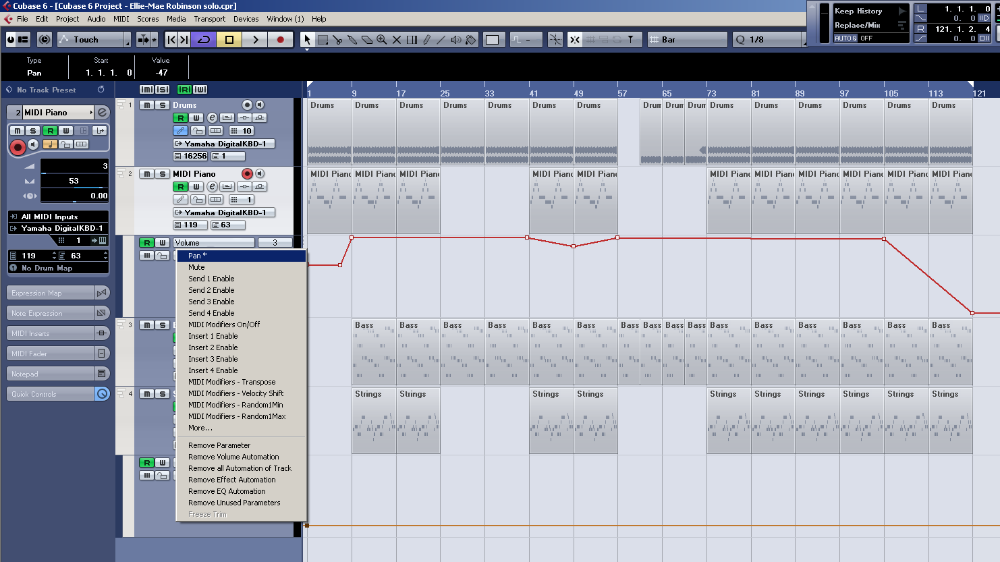 Cubase 6 - [Cubase 6 Project - Ellie-Mae Robinson solo.cpr]
File Edit Project Audio MIDI Scores Media Transport Devices Window (1) Help
Keep History
Replace/Mix
AUTO Q OFF
L 1. 1. 1. 0
0. 0
R 121. 1. 2. 4
0. 0
Touch
Bar
Q 1/8
Type Start Value
Pan 1. 1. 1. 0 -47
No Track Preset
1 9 17 25 33 41 49 57 65 73 81 89 97 105 113 121
2 MIDI Piano
M S R W
3
53
0.00
All MIDI Inputs
Yamaha DigitalKBD-1
1
119 63
No Drum Map
Expression Map
Note Expression
MIDI Inserts
MIDI Fader
Notepad
Quick Controls
M S R W
1 M S Drums
R W e
10
Yamaha DigitalKBD-1
16256 1
Drums Drums Drums Drums Drums Drums Drums Drum Drum Drum Drums Drums Drums Drums Drums Drums
2 M S MIDI Piano
R W e
1
Yamaha DigitalKBD-1
119 63
MIDI Pianc MIDI Pianc MIDI Piano MIDI Pianc MIDI Piano MIDI Pianc MIDI Pianc MIDI Pianc MIDI Pianc MIDI Pianc MIDI Piano
R W Volume 3
Pan *
Mute
Send 1 Enable
Send 2 Enable
Send 3 Enable
Send 4 Enable
MIDI Modifiers On/Off
Insert 1 Enable
Insert 2 Enable
Insert 3 Enable
Insert 4 Enable
MIDI Modifiers - Transpose
MIDI Modifiers - Velocity Shift
MIDI Modifiers - Random1Min
MIDI Modifiers - Random1Max
More...
Remove Parameter
Remove Volume Automation
Remove all Automation of Track
Remove Effect Automation
Remove EQ Automation
Remove Unused Parameters
Freeze Trim
3 M S
Bass Bass Bass Bass Bass Bass Bass Bass Bass Bass Bass Bass Bass Bass Bass
4 M S
Strings Strings Strings Strings Strings Strings Strings Strings Strings Strings
R W